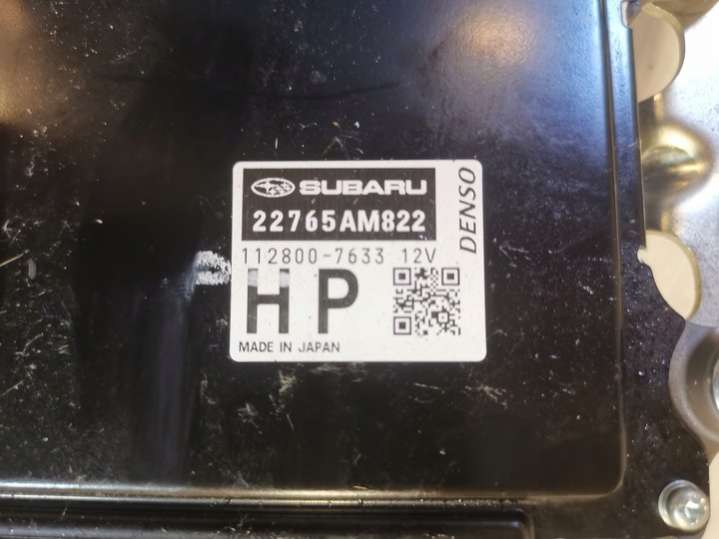 SUBARU
22765AM822
DENSO
112800-7633 12V
HP
MADE IN JAPAN